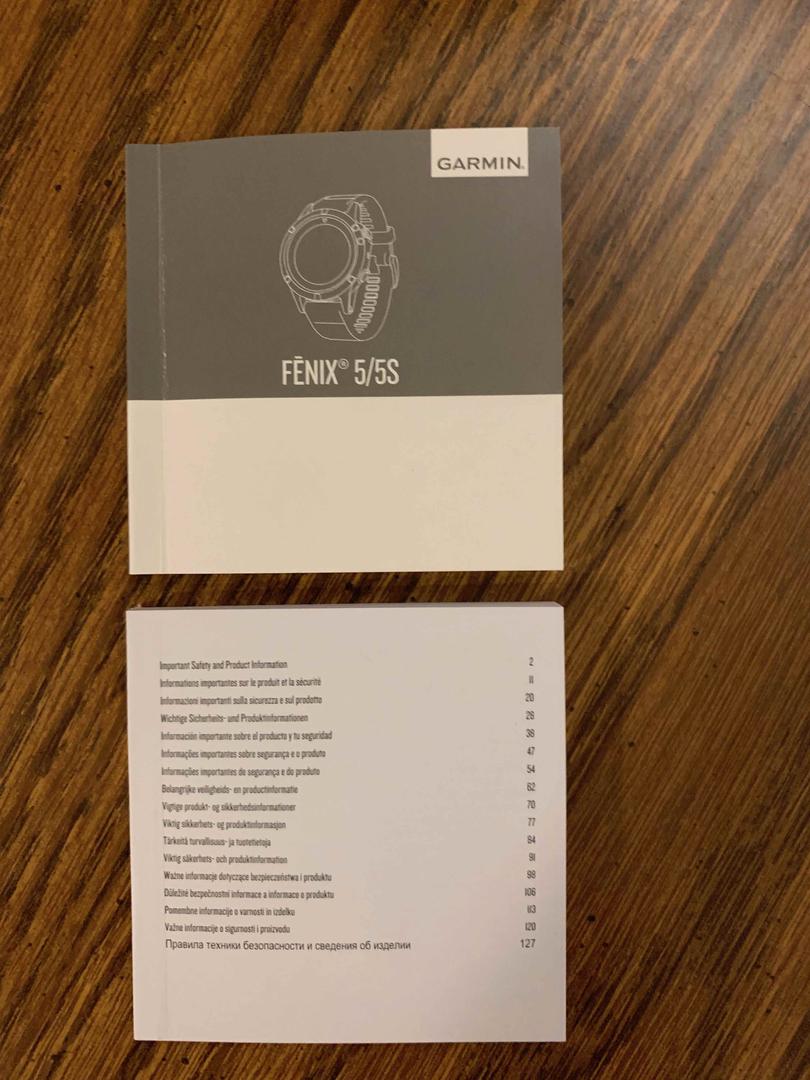 GARMIN.
FĒNIX® 5/5S
Important Safety and Product Information 2
Informations importantes sur le produit et la sécurité 11
Informazioni importanti sulla sicurezza e sul prodotto 20
Wichtige Sicherheits- und Produktinformationen 28
Información importante sobre el producto y tu seguridad 38
Informações importantes sobre segurança e o produto 47
Informações importantes de segurança e do produto 54
Belangrijke veiligheids- en productinformatie 62
Vigtige produkt- og sikkerhedsinformationer 70
Viktig sikkerhets- og produktinformasjon 77
Tärkeitä turvallisuus- ja tuotetietoja 84
Viktig säkerhets- och produktinformation 91
Ważne informacje dotyczące bezpieczeństwa i produktu 98
Důležité bezpečnostní informace a informace o produktu 106
Pomembne informacije o varnosti in izdelku 113
Važne informacije o sigurnosti i proizvodu 120
Правила техники безопасности и сведения об изделии 127